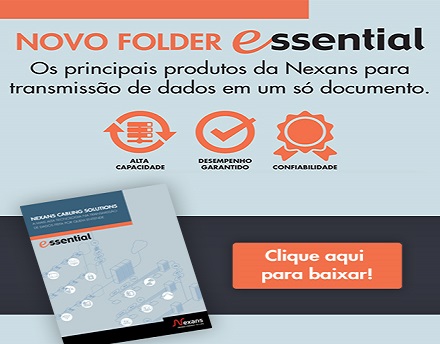 NOVO FOLDER essential
Os principais produtos da Nexans para
transmissão de dados em um só documento.
ALTA
CAPACIDADE
DESEMPENHO
GARANTIDO
CONFIABILIDADE
NEXANS CABLING SOLUTIONS
essential
Nexans
Clique aqui
para baixar!